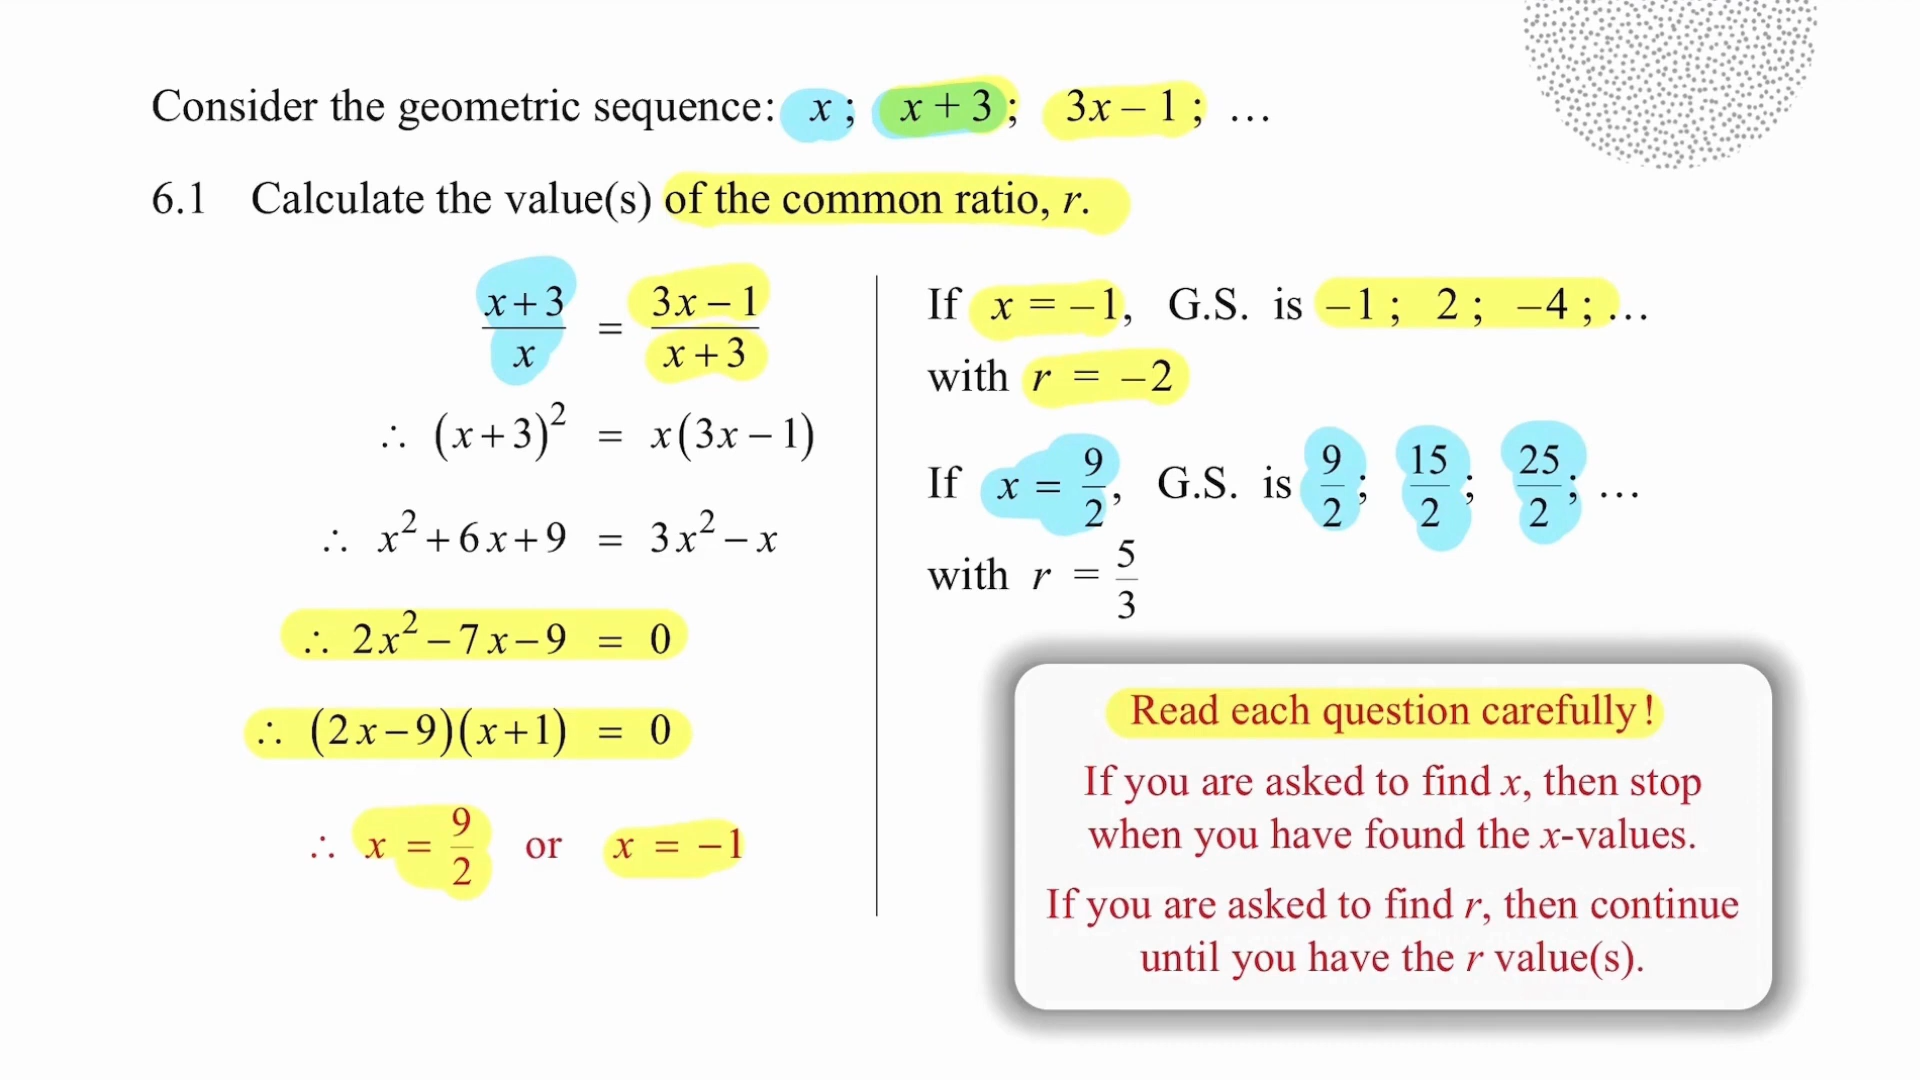 Consider the geometric sequence: x ; x + 3 ; 3x – 1 ; …
6.1 Calculate the value(s) of the common ratio, r.
(x + 3)/x = (3x – 1)/(x + 3)
∴ (x + 3)² = x(3x – 1)
∴ x² + 6x + 9 = 3x² – x
∴ 2x² – 7x – 9 = 0
∴ (2x – 9)(x + 1) = 0
∴ x = 9/2 or x = –1
If x = –1, G.S. is –1 ; 2 ; –4 ; …
with r = –2
If x = 9/2, G.S. is 9/2 ; 15/2 ; 25/2 ; …
with r = 5/3
Read each question carefully!
If you are asked to find x, then stop
when you have found the x-values.
If you are asked to find r, then continue
until you have the r value(s).